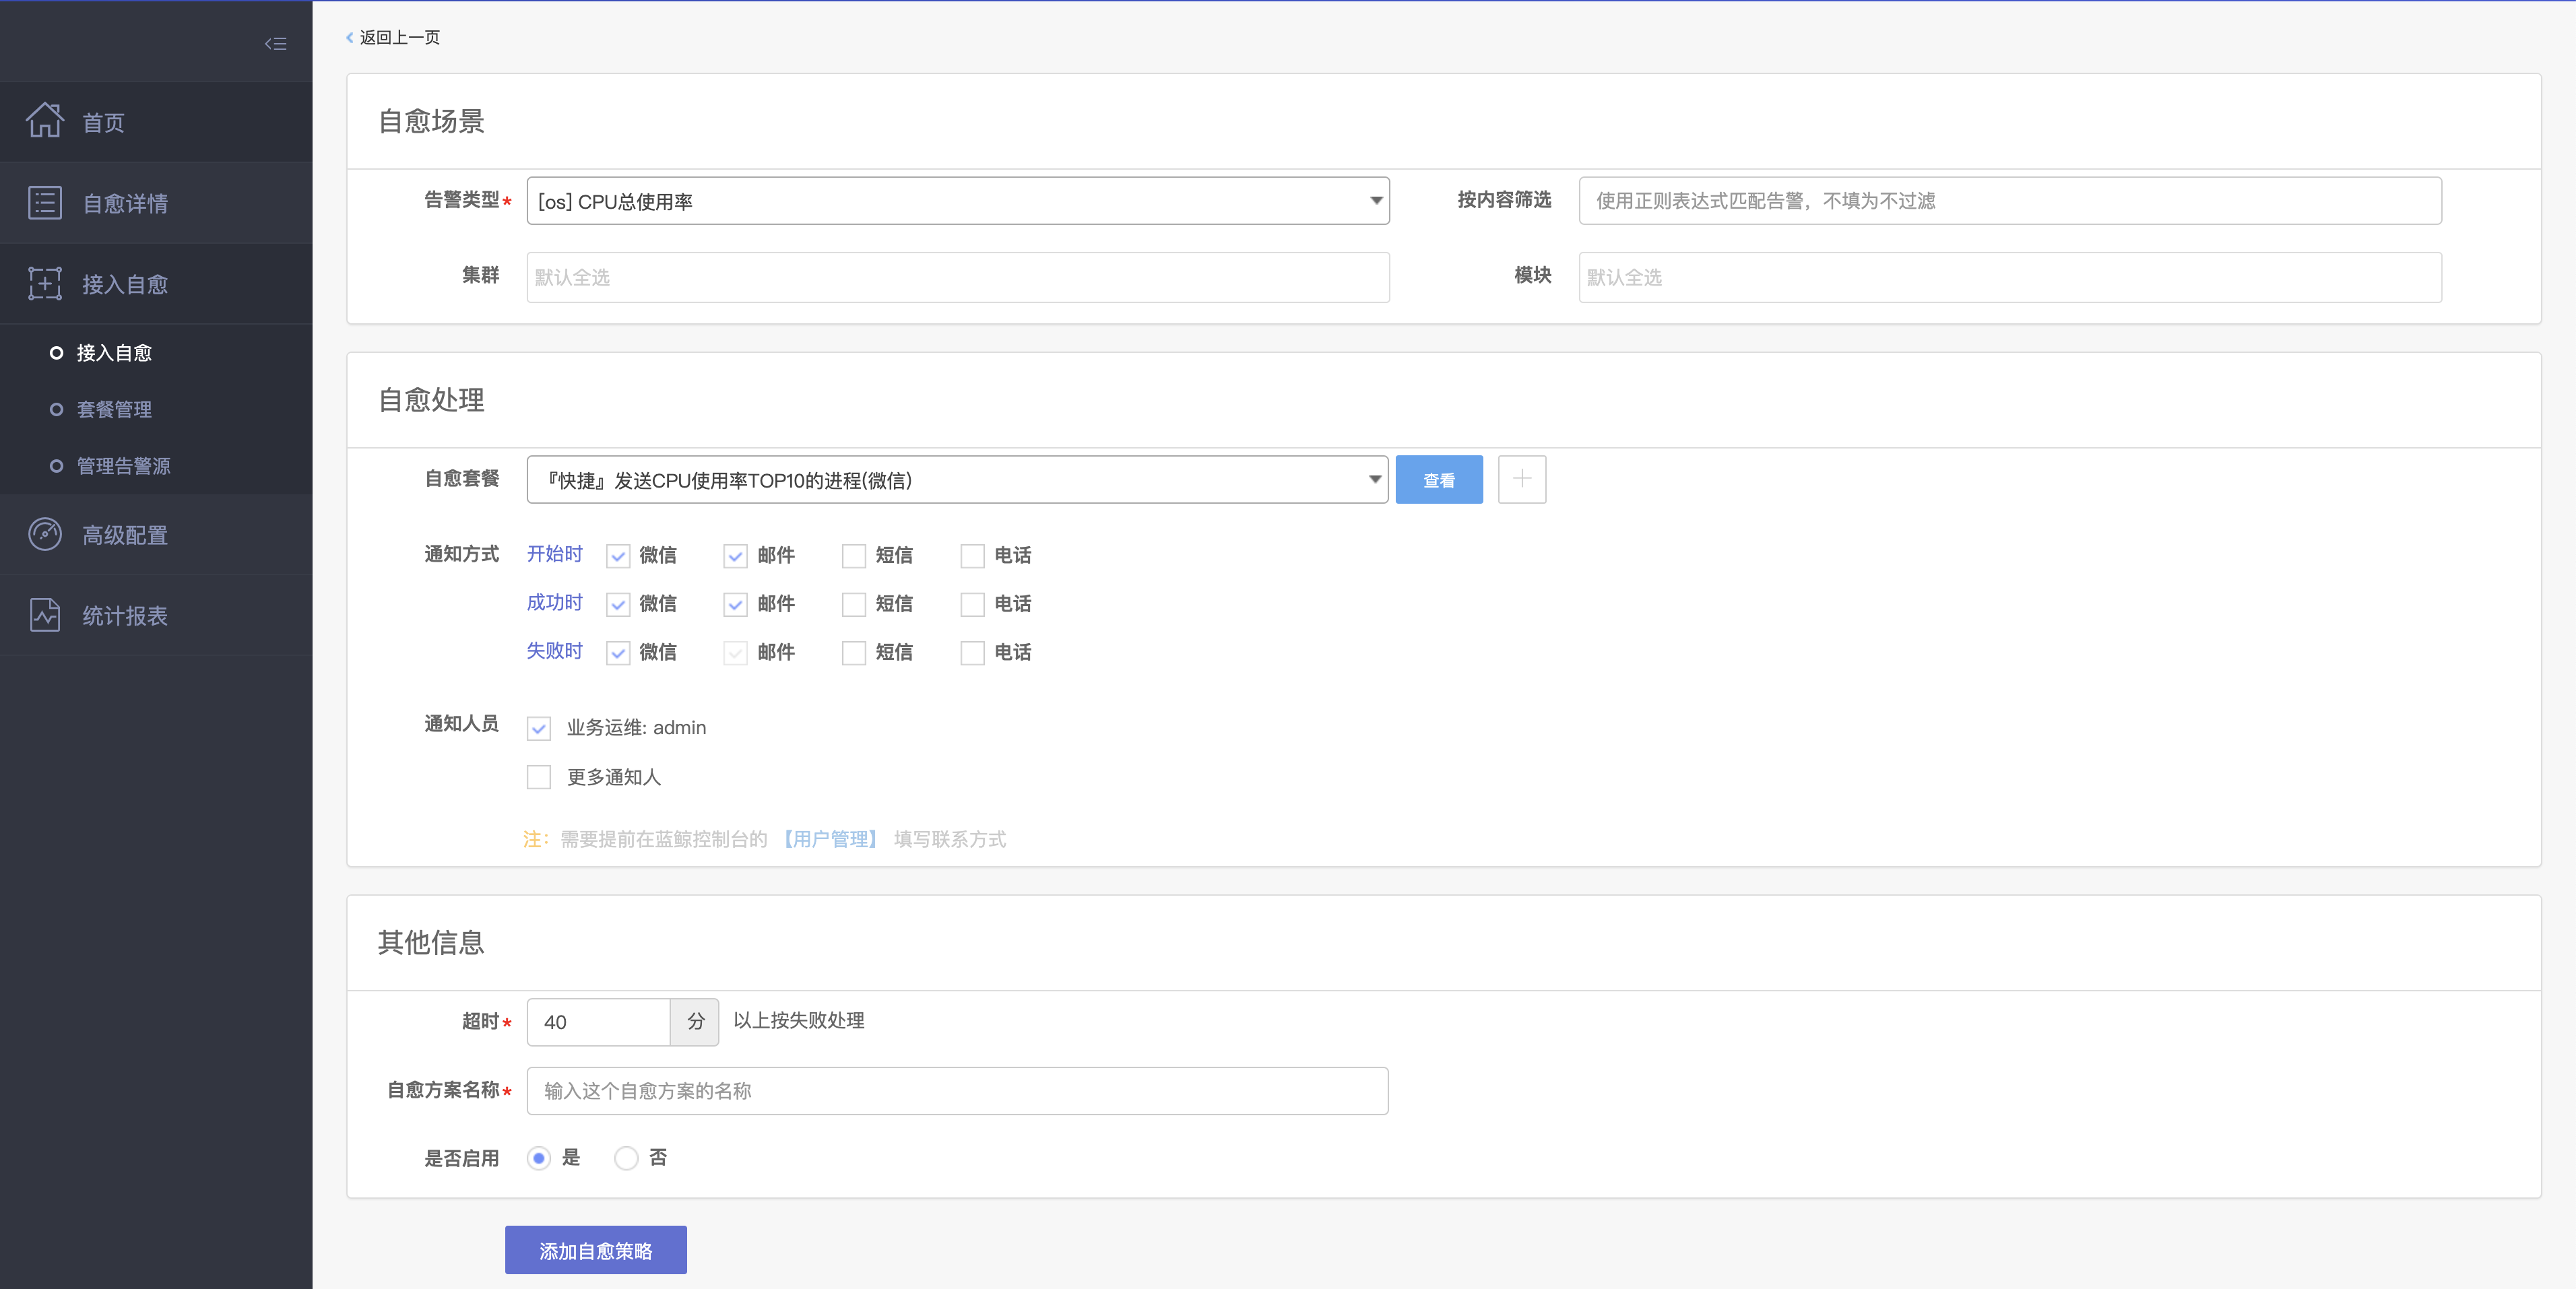 返回上一页
首页
自愈详情
接入自愈
接入自愈
套餐管理
管理告警源
高级配置
统计报表
自愈场景
告警类型* [os] CPU总使用率 按内容筛选 使用正则表达式匹配告警，不填为不过滤
集群 默认全选 模块 默认全选
自愈处理
自愈套餐 『快捷』发送CPU使用率TOP10的进程(微信) 查看
通知方式 开始时 微信 邮件 短信 电话
成功时 微信 邮件 短信 电话
失败时 微信 邮件 短信 电话
通知人员 业务运维: admin
更多通知人
注：需要提前在蓝鲸控制台的 【用户管理】 填写联系方式
其他信息
超时* 40 分 以上按失败处理
自愈方案名称* 输入这个自愈方案的名称
是否启用 是 否
添加自愈策略